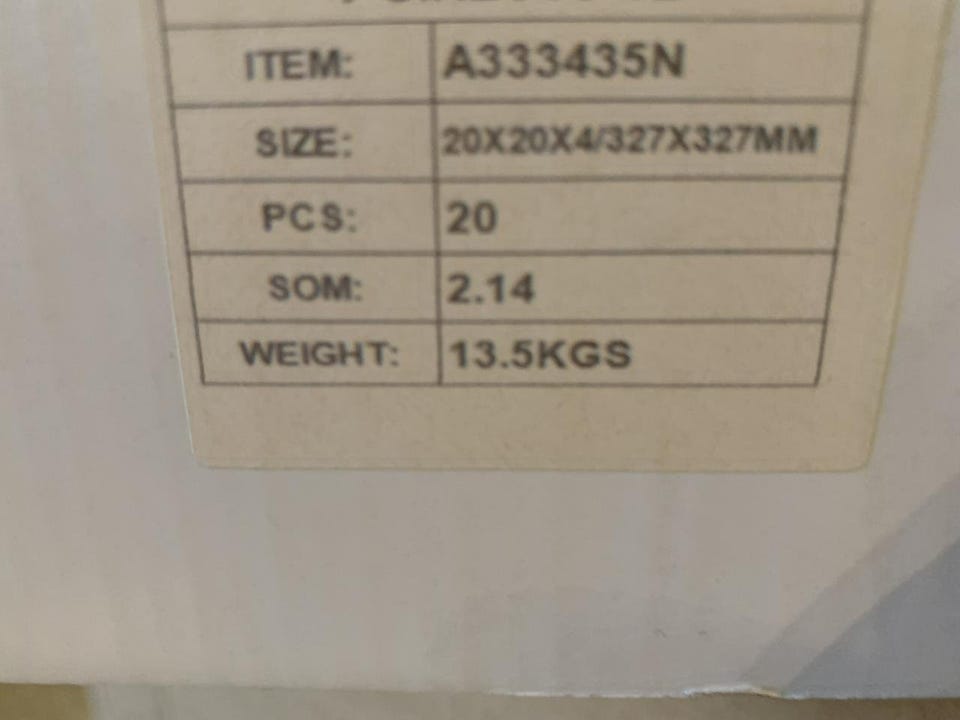 ITEM: A333435N
SIZE: 20X20X4/327X327MM
PCS: 20
SOM: 2.14
WEIGHT: 13.5KGS